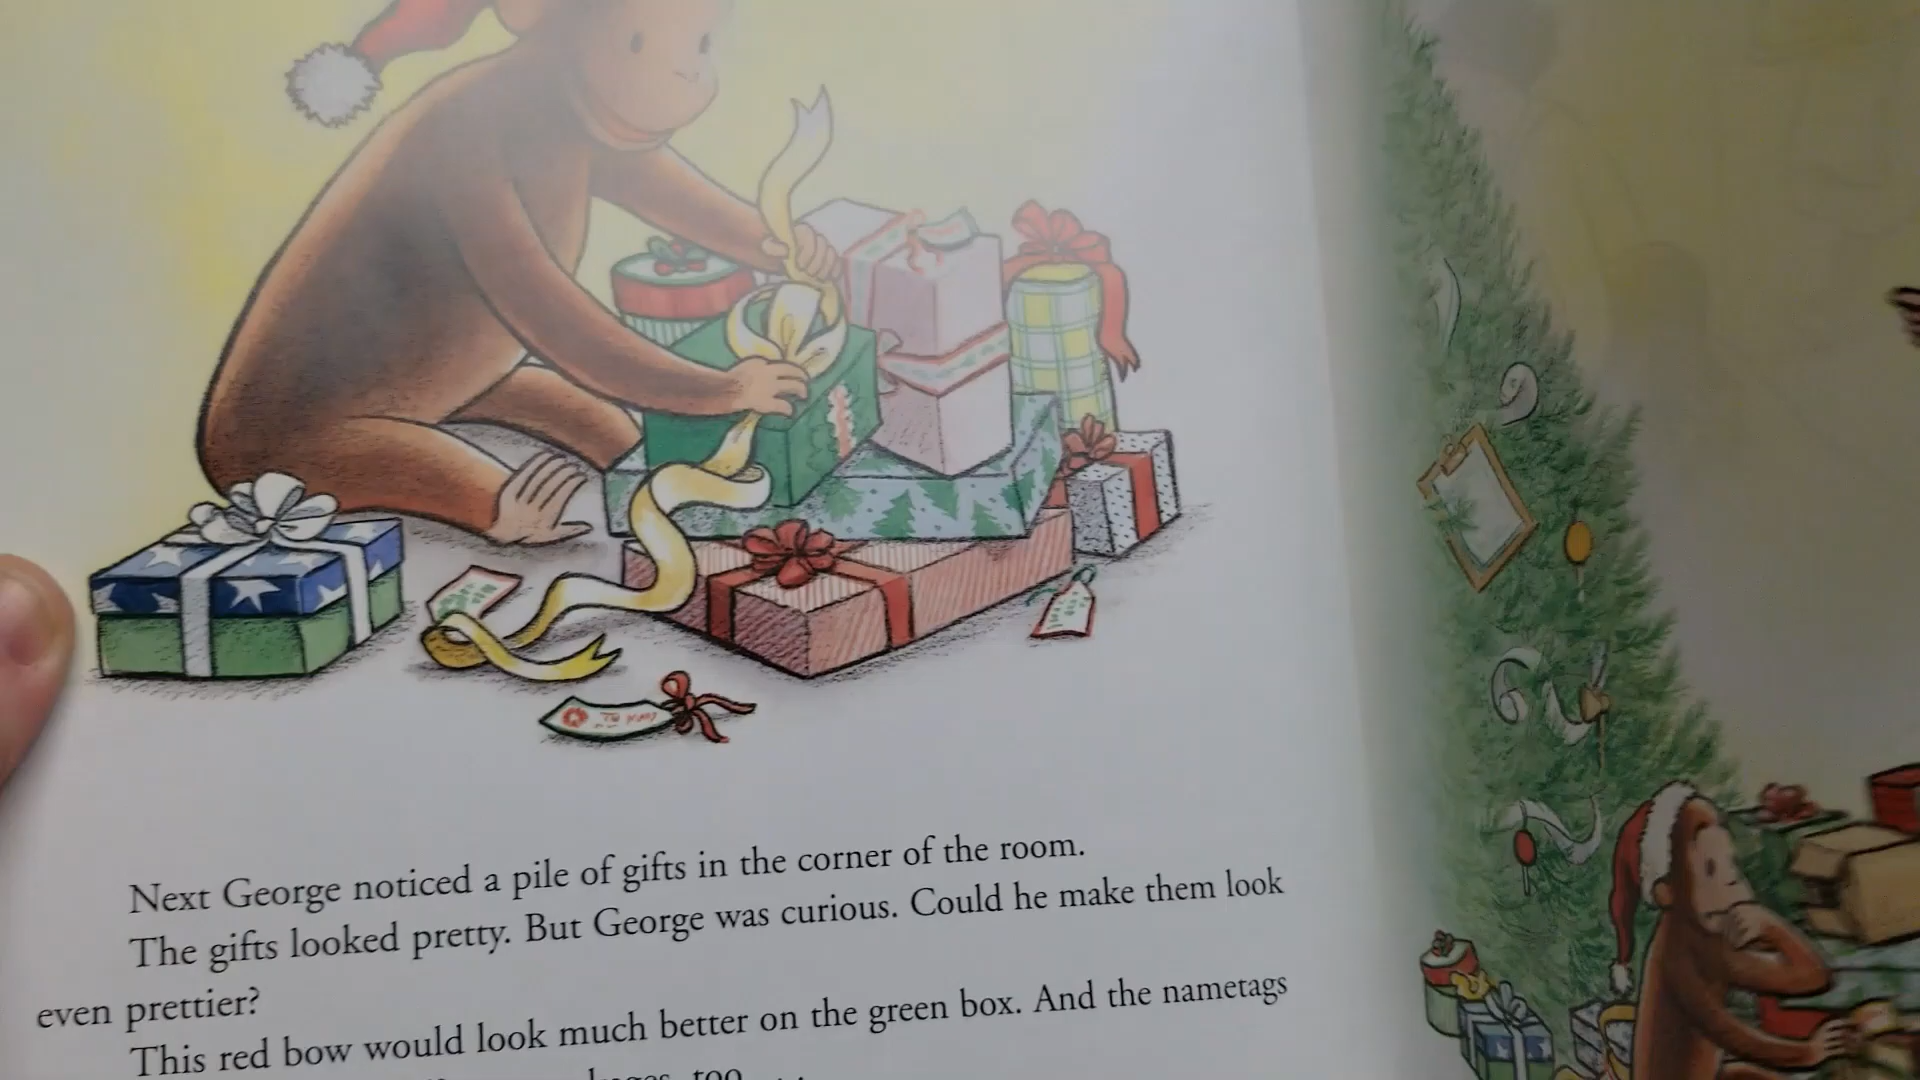 TO
Next George noticed a pile of gifts in the corner of the room.
The gifts looked pretty. But George was curious. Could he make them look
even prettier?
This red bow would look much better on the green box. And the nametags
too . . .